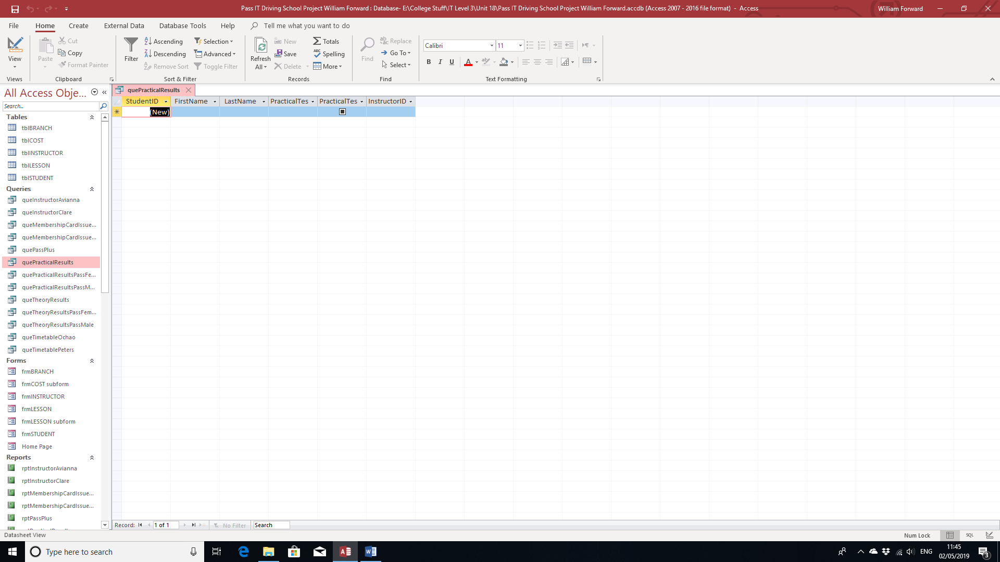 Pass IT Driving School Project William Forward : Database- E:\College Stuff\IT Level 3\Unit 18\Pass IT Driving School Project William Forward.accdb (Access 2007 - 2016 file format) - Access
William Forward
File Home Create External Data Database Tools Help Tell me what you want to do
View
Views
Paste
Cut
Copy
Format Painter
Clipboard
Filter
Ascending
Descending
Remove Sort
Selection
Advanced
Toggle Filter
Sort & Filter
Refresh
All
New
Save
Delete
Totals
Spelling
More
Records
Find
Replace
Go To
Select
Find
Calibri 11
B I U
Text Formatting
All Access Obje...
Search...
Tables
tblBRANCH
tblCOST
tblINSTRUCTOR
tblLESSON
tblSTUDENT
Queries
queInstructorAvianna
queInstructorClare
queMembershipCardIssue...
queMembershipCardIssue...
quePassPlus
quePracticalResults
quePracticalResultsPassFe...
quePracticalResultsPassM...
queTheoryResults
queTheoryResultsPassFem...
queTheoryResultsPassMale
queTimetableOchao
queTimetablePeters
Forms
frmBRANCH
frmCOST subform
frmINSTRUCTOR
frmLESSON
frmLESSON subform
frmSTUDENT
Home Page
Reports
rptInstructorAvianna
rptInstructorClare
rptMembershipCardIssue...
rptMembershipCardIssue...
rptPassPlus
quePracticalResults
StudentID FirstName LastName PracticalTes PracticalTes InstructorID
(New)
Record: 1 of 1 No Filter Search
Datasheet View
Num Lock
SQL
Type here to search
ENG
11:45
02/05/2019
3